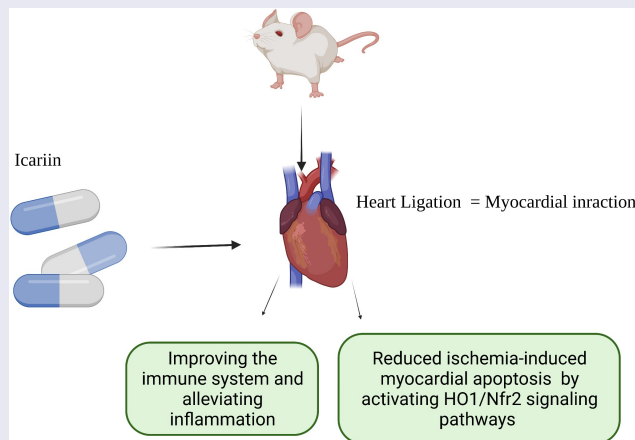 Icariin
Heart Ligation = Myocardial inraction
Improving the
immune system and
alleviating
inflammation
Reduced ischemia-induced
myocardial apoptosis by
activating HO1/Nfr2 signaling
pathways